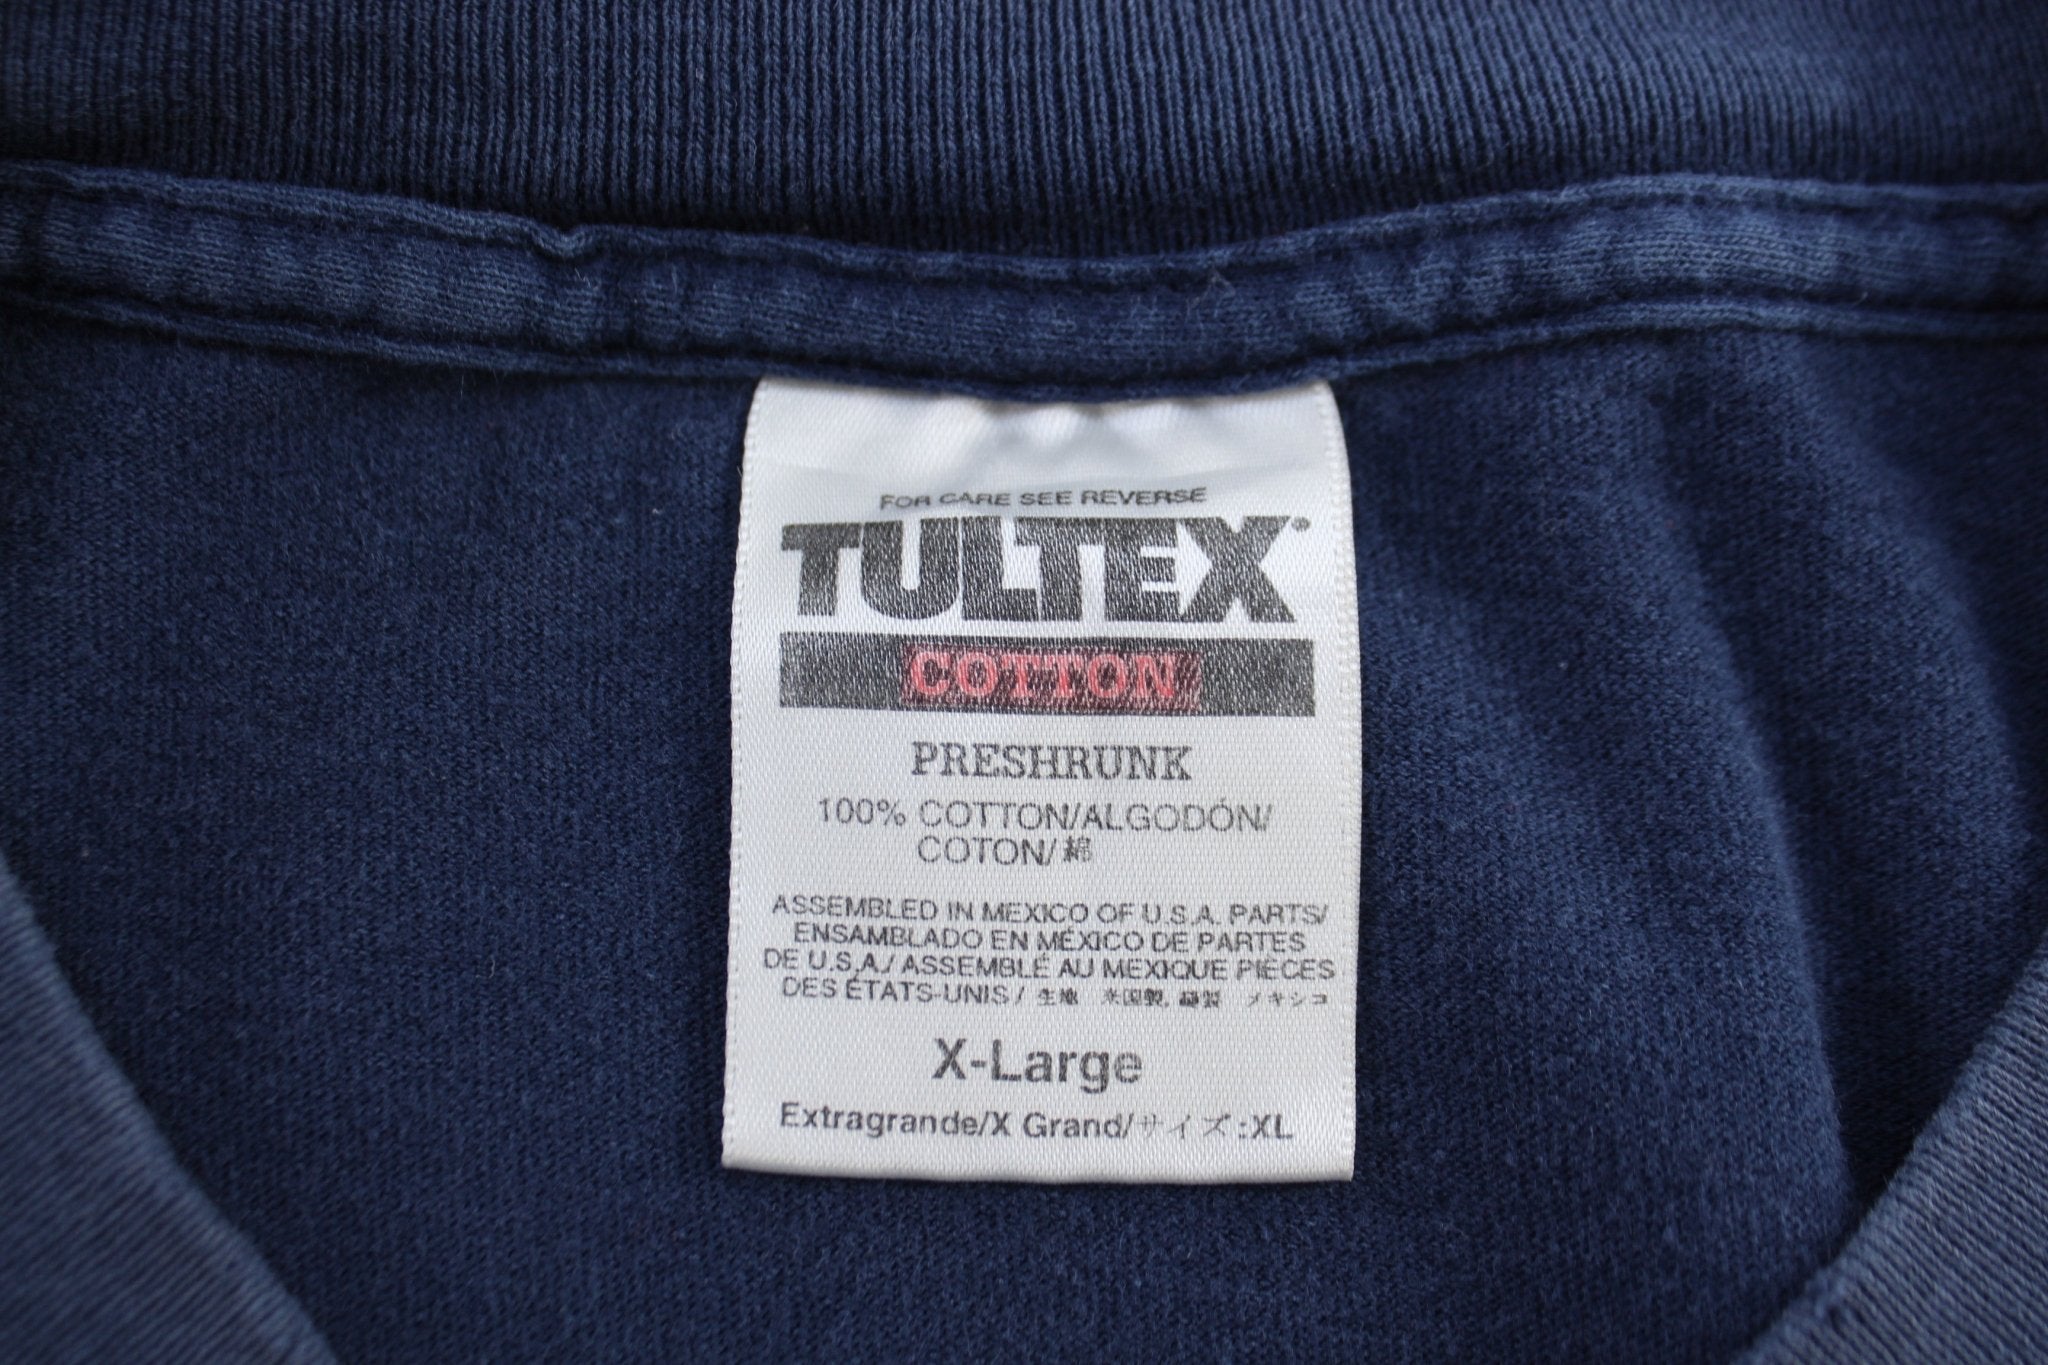 FOR CARE SEE REVERSE
TULTEX®
COTTON
PRESHRUNK
100% COTTON/ALGODÓN/
COTON/綿
ASSEMBLED IN MEXICO OF U.S.A. PARTS/
ENSAMBLADO EN MÉXICO DE PARTES
DE U.S.A./ ASSEMBLÉ AU MEXIQUE PIÈCES
DES ÉTATS-UNIS / 生地 米国製, 縫製 メキシコ
X-Large
Extragrande/X Grand/サイズ:XL